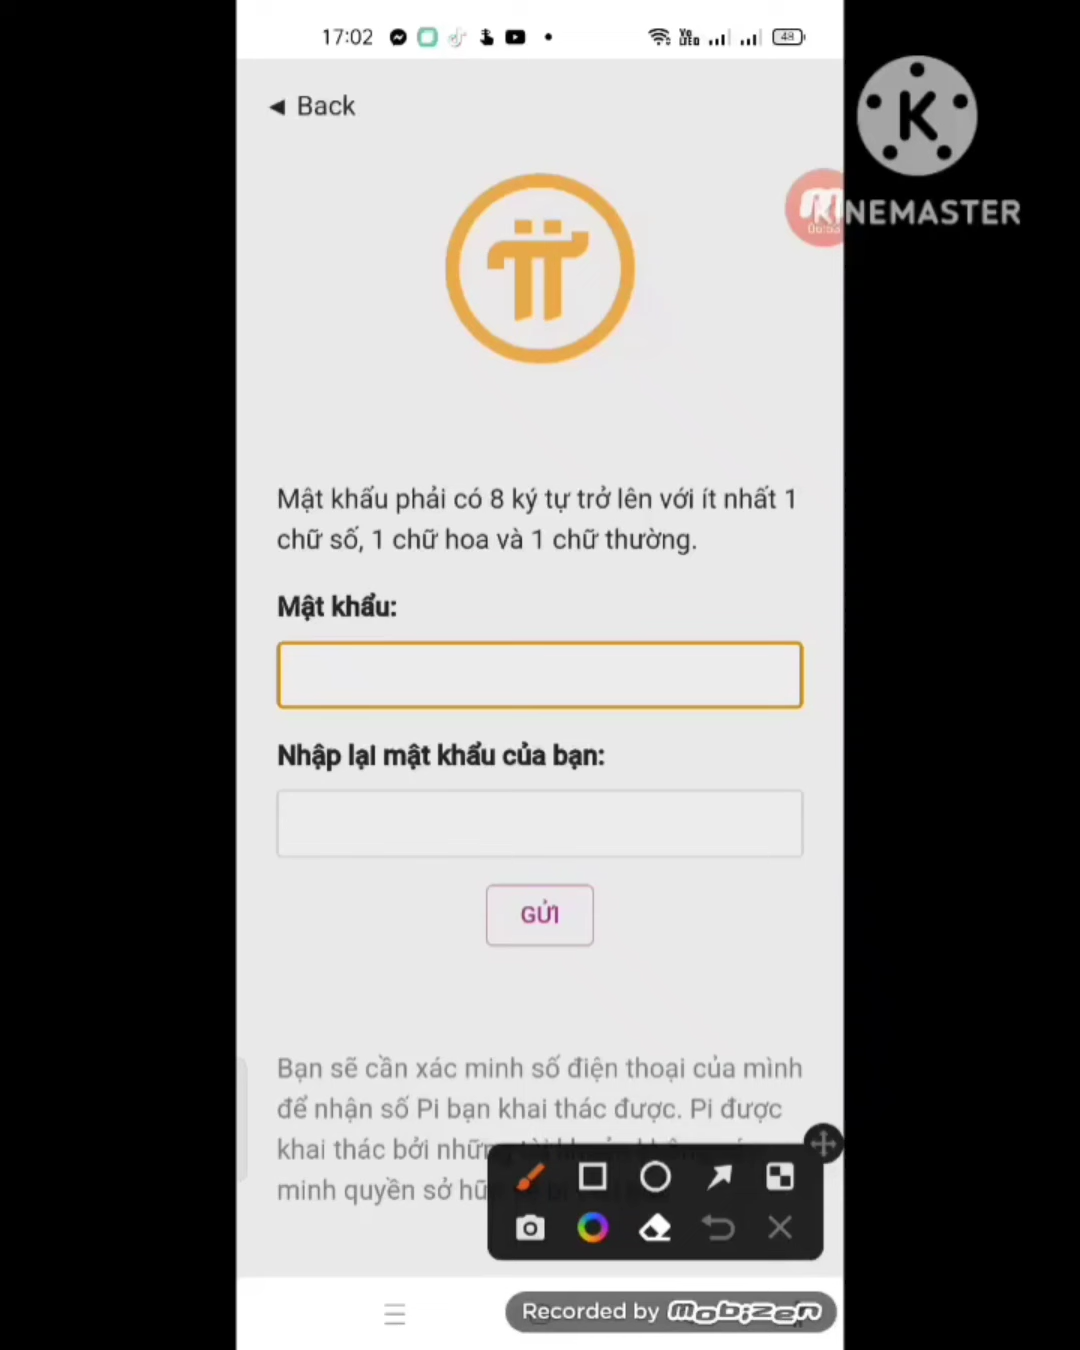 17:02
48
Back
KINEMASTER
Mật khẩu phải có 8 ký tự trở lên với ít nhất 1
chữ số, 1 chữ hoa và 1 chữ thường.
Mật khẩu:
Nhập lại mật khẩu của bạn:
GỬI
Bạn sẽ cần xác minh số điện thoại của mình
để nhận số Pi bạn khai thác được. Pi được
khai thác bởi những
minh quyền sở
Recorded by mobizen